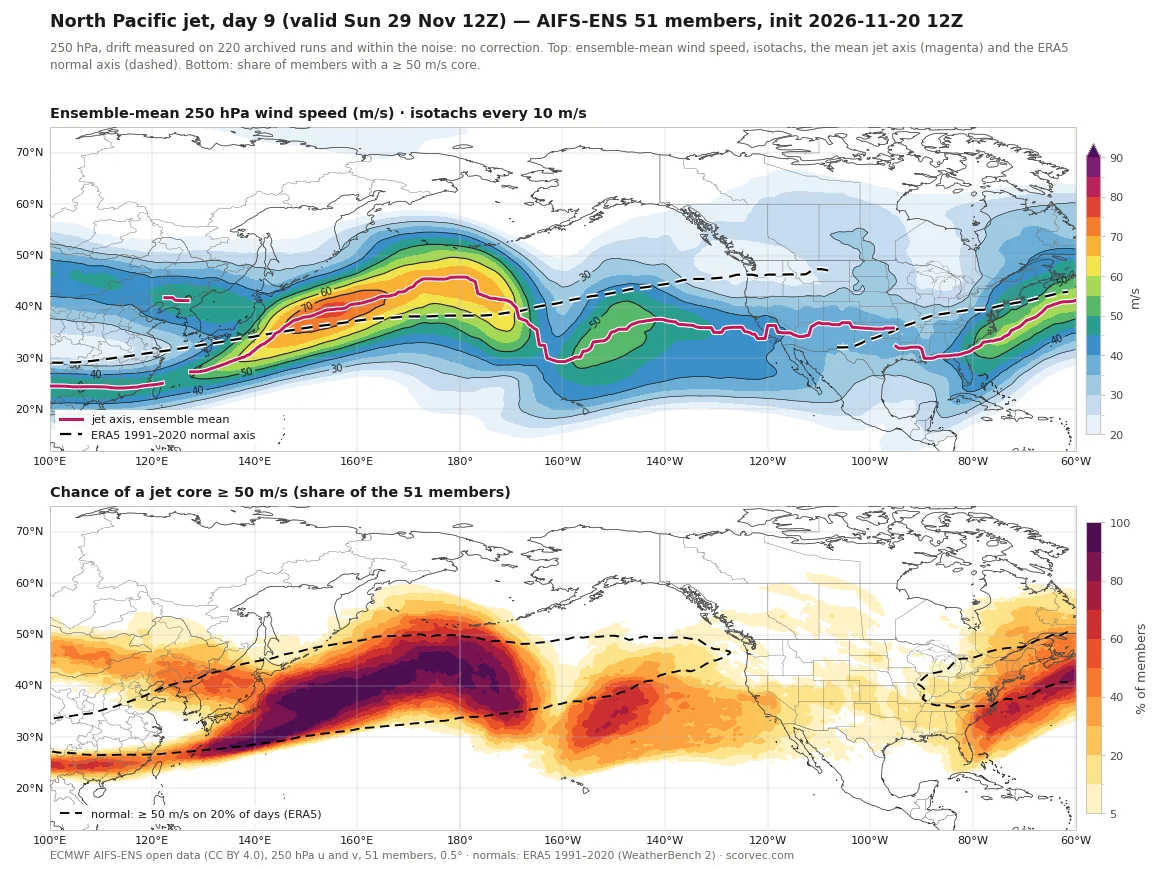 North Pacific jet, day 9 (valid Sun 29 Nov 12Z) — AIFS-ENS 51 members, init 2026-11-20 12Z
250 hPa, drift measured on 220 archived runs and within the noise: no correction. Top: ensemble-mean wind speed, isotachs, the mean jet axis (magenta) and the ERA5
normal axis (dashed). Bottom: share of members with a ≥ 50 m/s core.
Ensemble-mean 250 hPa wind speed (m/s) · isotachs every 10 m/s
70°N
60°N
50°N
40°N
30°N
20°N
30
50
60
70
40
50
40
30
50
40
50
jet axis, ensemble mean
ERA5 1991–2020 normal axis
100°E 120°E 140°E 160°E 180° 160°W 140°W 120°W 100°W 80°W 60°W
90
80
70
60
50
40
30
20
m/s
Chance of a jet core ≥ 50 m/s (share of the 51 members)
70°N
60°N
50°N
40°N
30°N
20°N
normal: ≥ 50 m/s on 20% of days (ERA5)
100°E 120°E 140°E 160°E 180° 160°W 140°W 120°W 100°W 80°W 60°W
100
80
60
40
20
5
% of members
ECMWF AIFS-ENS open data (CC BY 4.0), 250 hPa u and v, 51 members, 0.5° · normals: ERA5 1991–2020 (WeatherBench 2) · scorvec.com